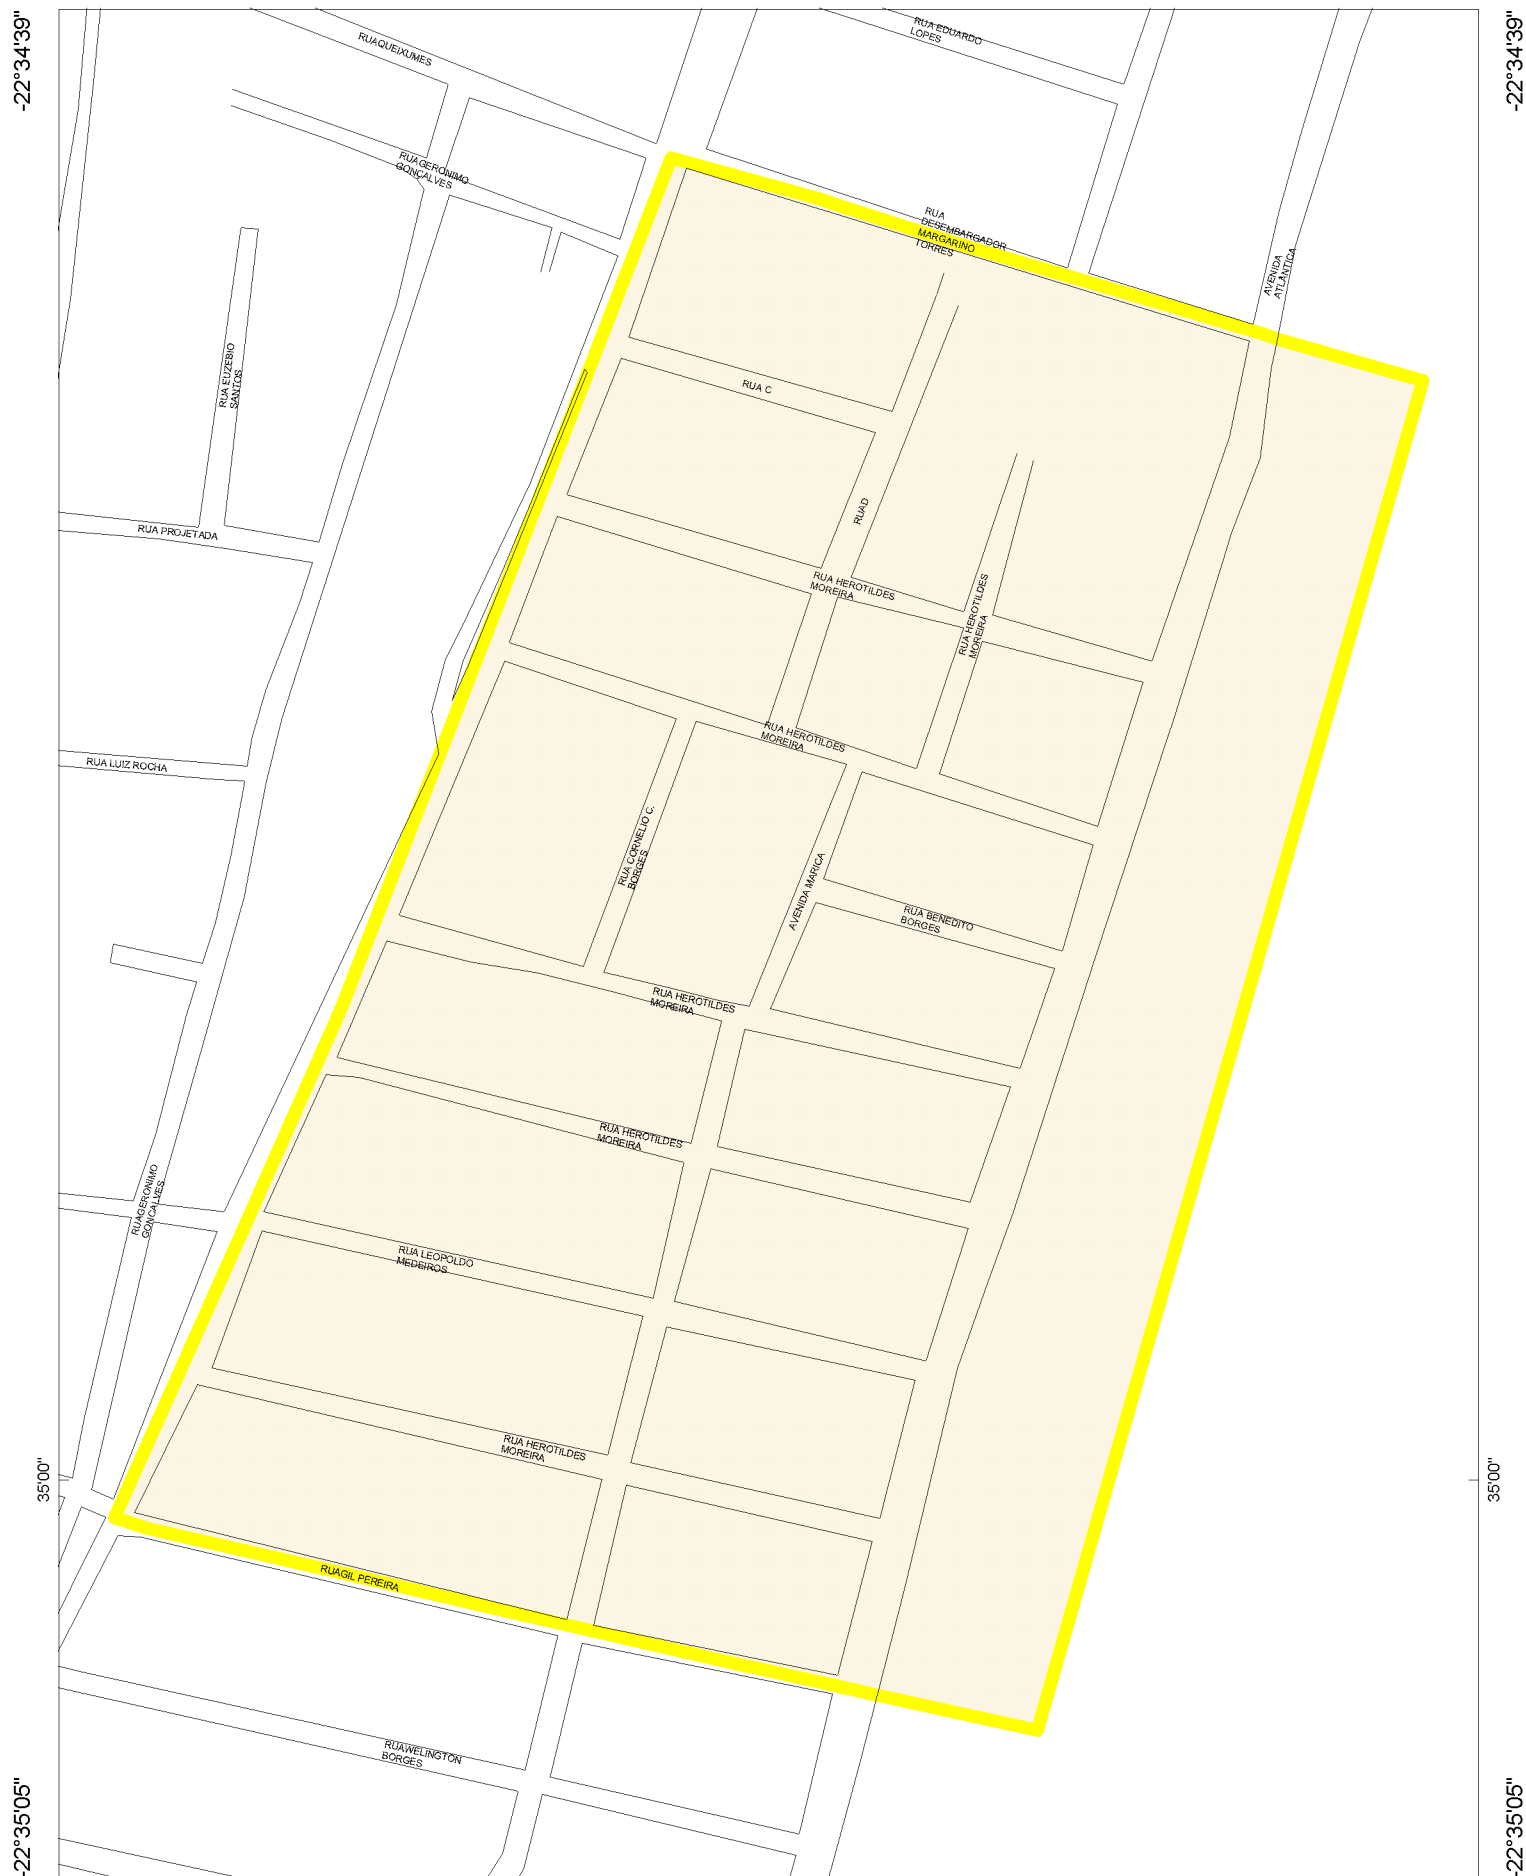 -22°34'39"
-22°34'39"
RUA EDUARDO
LOPES
RUAQUEIXUMES
RUAGERONIMO
GONCALVES
RUA
DESEMBARGADOR
MARGARINO
TORRES
AVENIDA
ATLANTICA
RUA EUZEBIO
SANTOS
RUA C
RUAD
RUA PROJETADA
RUA HEROTILDES
MOREIRA
RUA HEROTILDES
MOREIRA
RUA HEROTILDES
MOREIRA
RUA LUIZ ROCHA
RUA CORNELIO C.
BORGES
AVENIDA MARICA
RUA BENEDITO
BORGES
RUA HEROTILDES
MOREIRA
RUA HEROTILDES
MOREIRA
RUAGERONIMO
GONCALVES
RUA LEOPOLDO
MEDEIROS
RUA HEROTILDES
MOREIRA
35'00"
35'00"
RUAGIL PEREIRA
RUAWELINGTON
BORGES
-22°35'05"
-22°35'05"